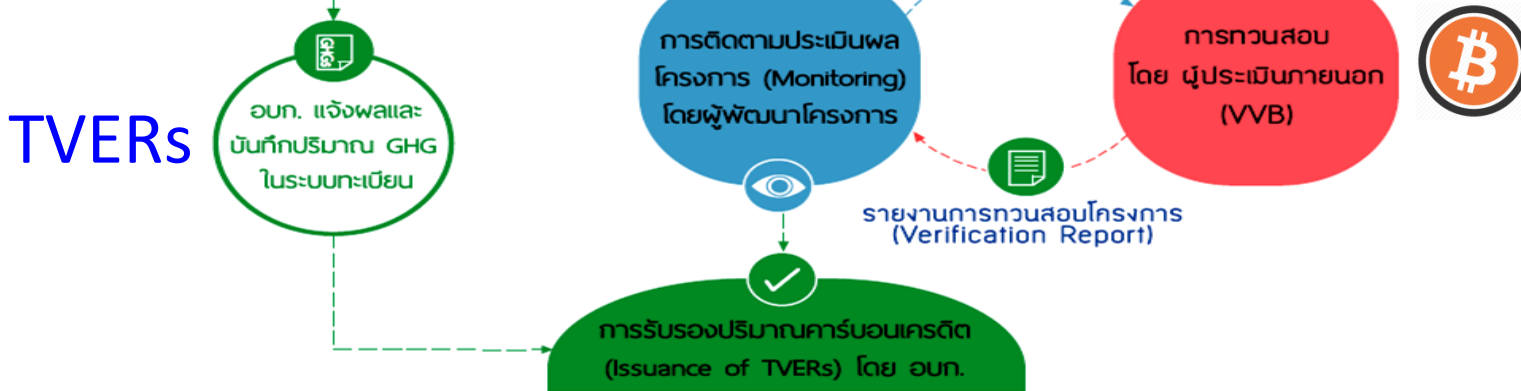 TVERs
GHGs
อบก. แจ้งผลและ
บันทึกปริมาณ GHG
ในระบบทะเบียน
การติดตามประเมินผล
โครงการ (Monitoring)
โดยผู้พัฒนาโครงการ
การทวนสอบ
โดย ผู้ประเมินภายนอก
(VVB)
รายงานการทวนสอบโครงการ
(Verification Report)
การรับรองปริมาณคาร์บอนเครดิต
(Issuance of TVERs) โดย อบก.